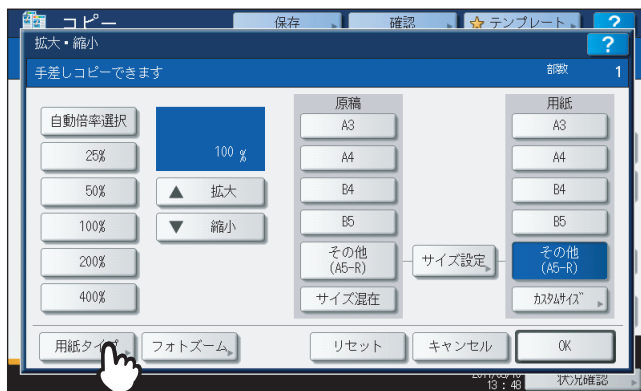 コピー
保存
確認
テンプレート
?
拡大・縮小
?
手差しコピーできます
部数
1
自動倍率選択
25%
50%
100%
200%
400%
100 %
▲ 拡大
▼ 縮小
原稿
A3
A4
B4
B5
その他
(A5-R)
サイズ混在
サイズ設定
用紙
A3
A4
B4
B5
その他
(A5-R)
カスタムサイズ
用紙タイプ
フォトズーム
リセット
キャンセル
OK
13:48
状況確認